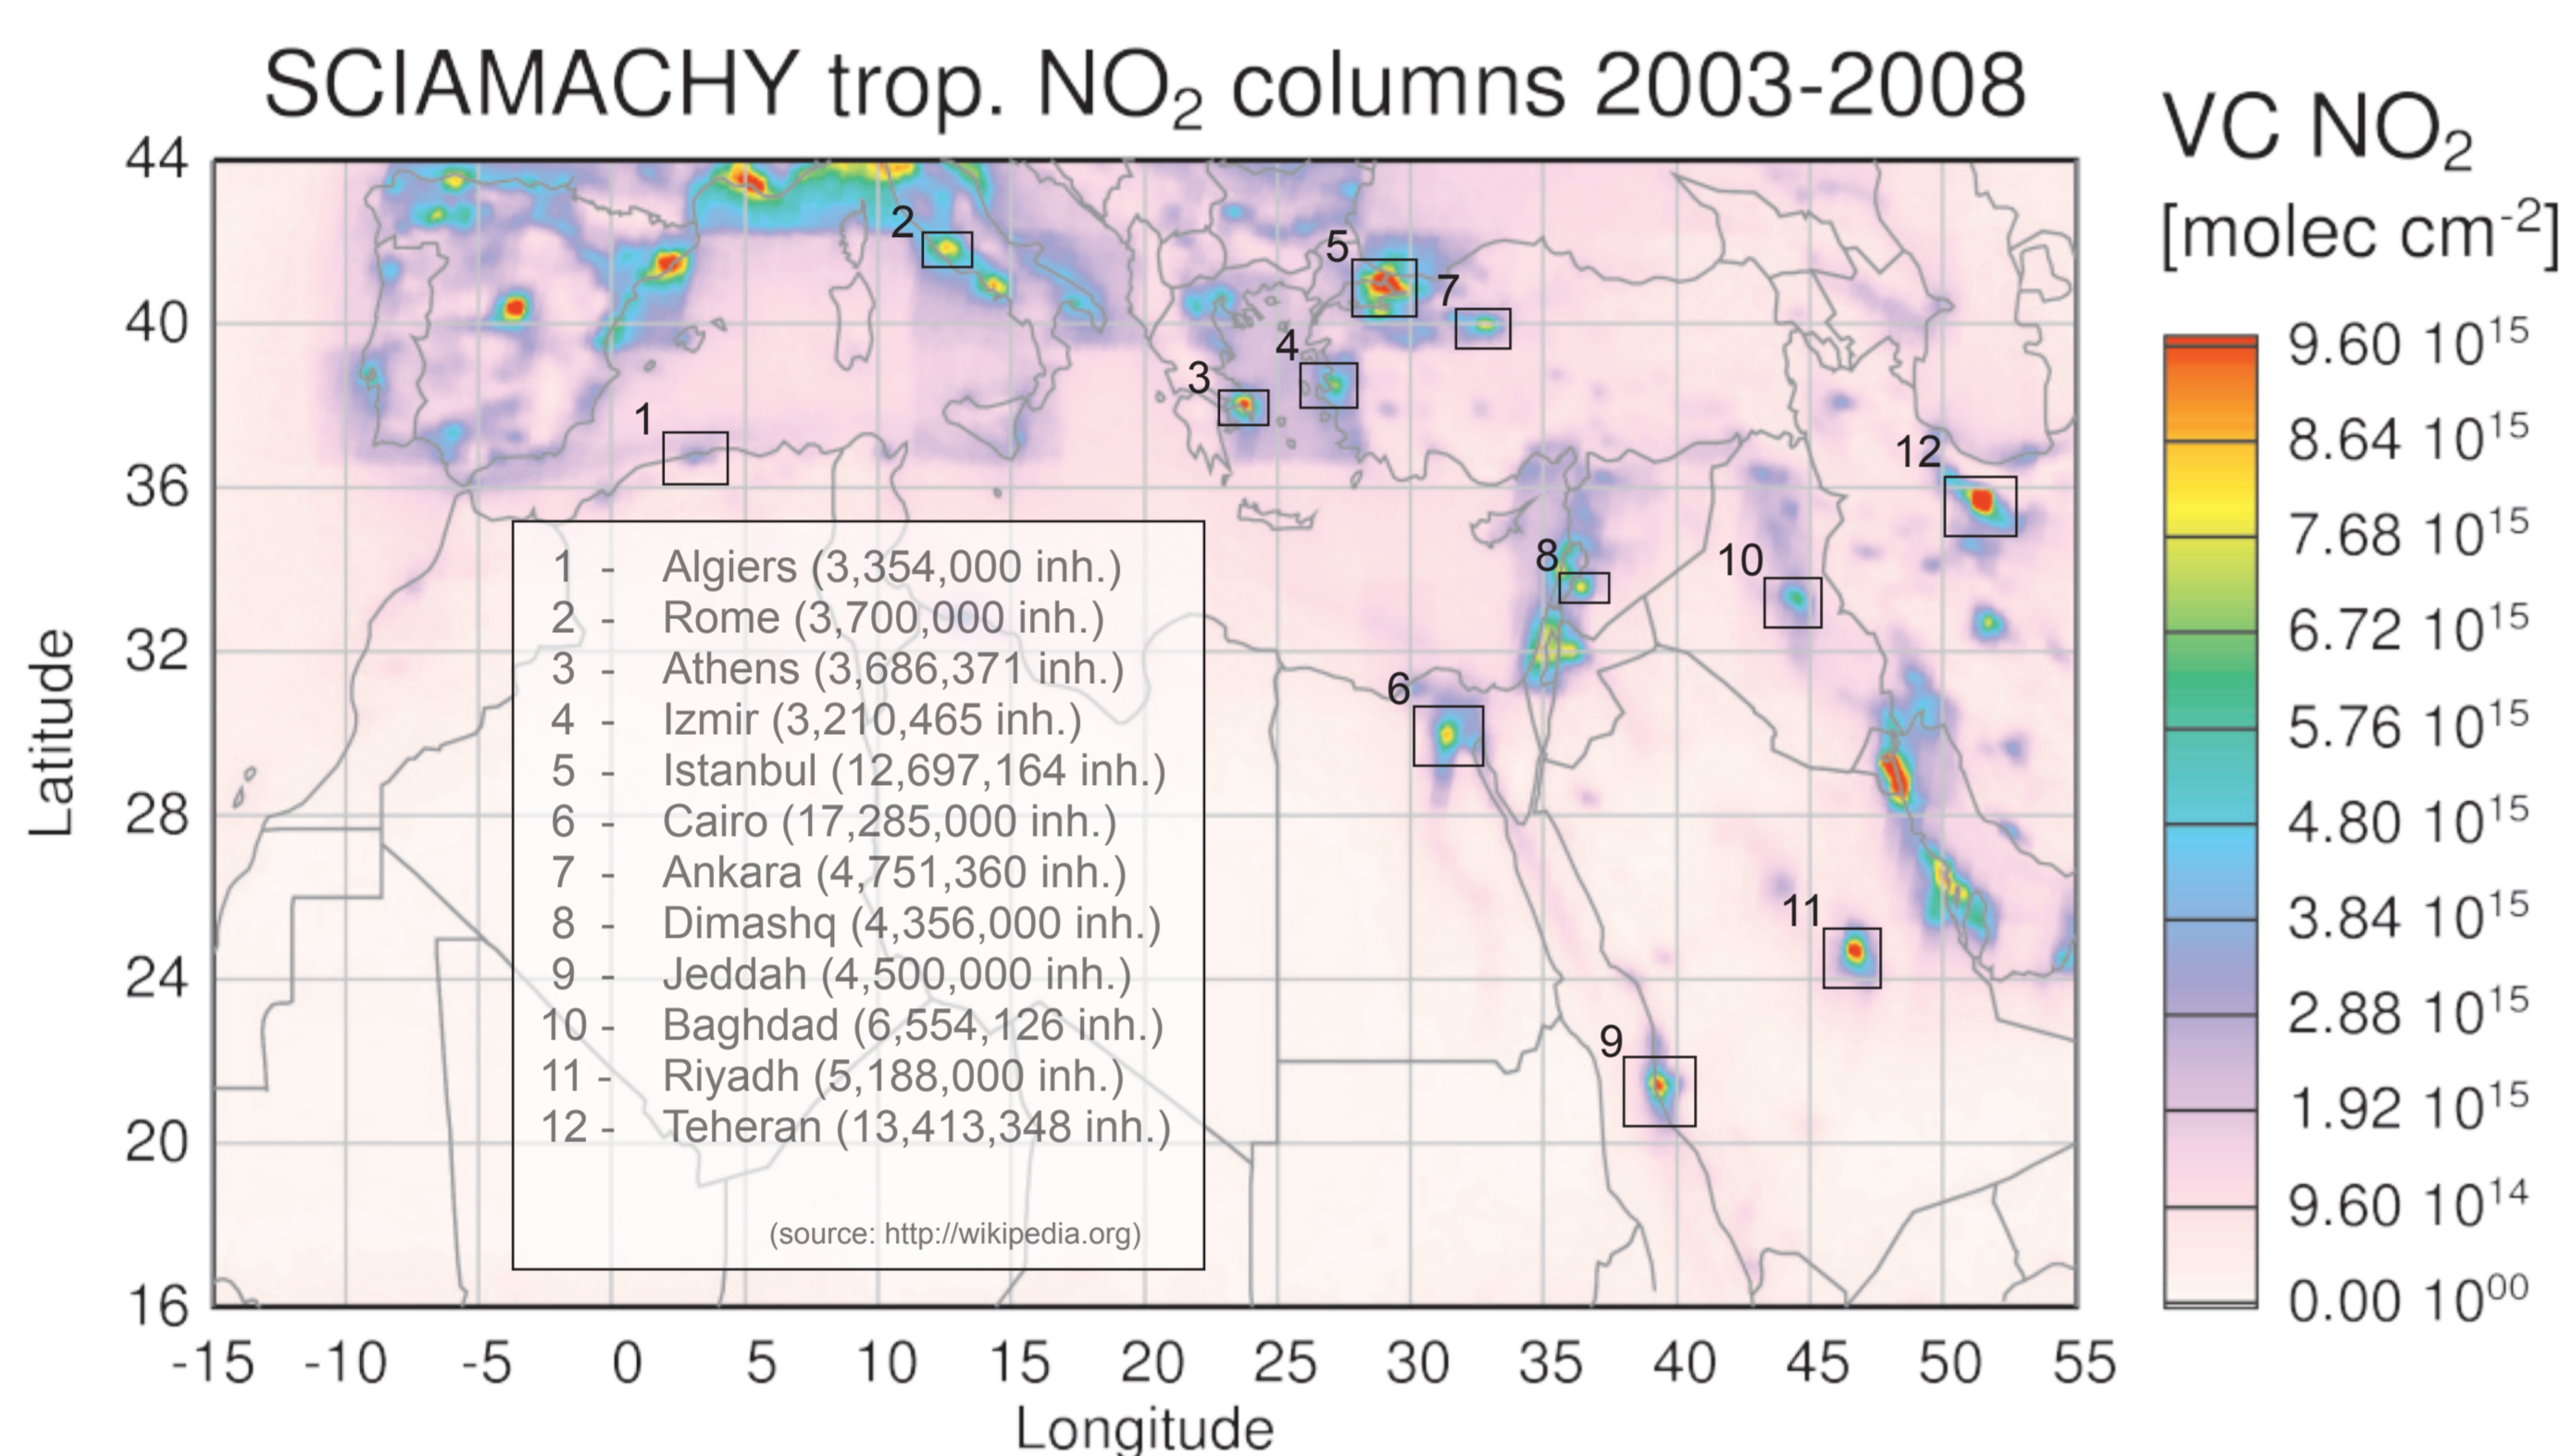 SCIAMACHY trop. NO₂ columns 2003-2008
VC NO₂
[molec cm⁻²]
44
40
36
32
28
24
20
16
Latitude
-15 -10 -5 0 5 10 15 20 25 30 35 40 45 50 55
Longitude
1
2
3
4
5
6
7
8
9
10
11
12
1 - Algiers (3,354,000 inh.)
2 - Rome (3,700,000 inh.)
3 - Athens (3,686,371 inh.)
4 - Izmir (3,210,465 inh.)
5 - Istanbul (12,697,164 inh.)
6 - Cairo (17,285,000 inh.)
7 - Ankara (4,751,360 inh.)
8 - Dimashq (4,356,000 inh.)
9 - Jeddah (4,500,000 inh.)
10 - Baghdad (6,554,126 inh.)
11 - Riyadh (5,188,000 inh.)
12 - Teheran (13,413,348 inh.)
(source: http://wikipedia.org)
9.60 10¹⁵
8.64 10¹⁵
7.68 10¹⁵
6.72 10¹⁵
5.76 10¹⁵
4.80 10¹⁵
3.84 10¹⁵
2.88 10¹⁵
1.92 10¹⁵
9.60 10¹⁴
0.00 10⁰⁰